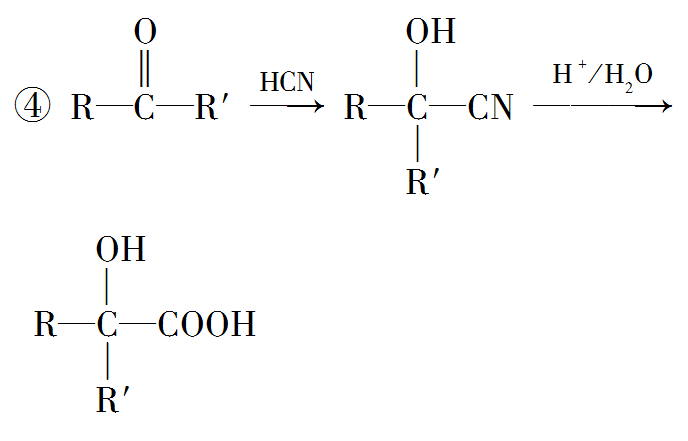 O
④ R—C—R′ HCN R—C—CN H⁺/H₂O
OH
R′
OH
R—C—COOH
R′